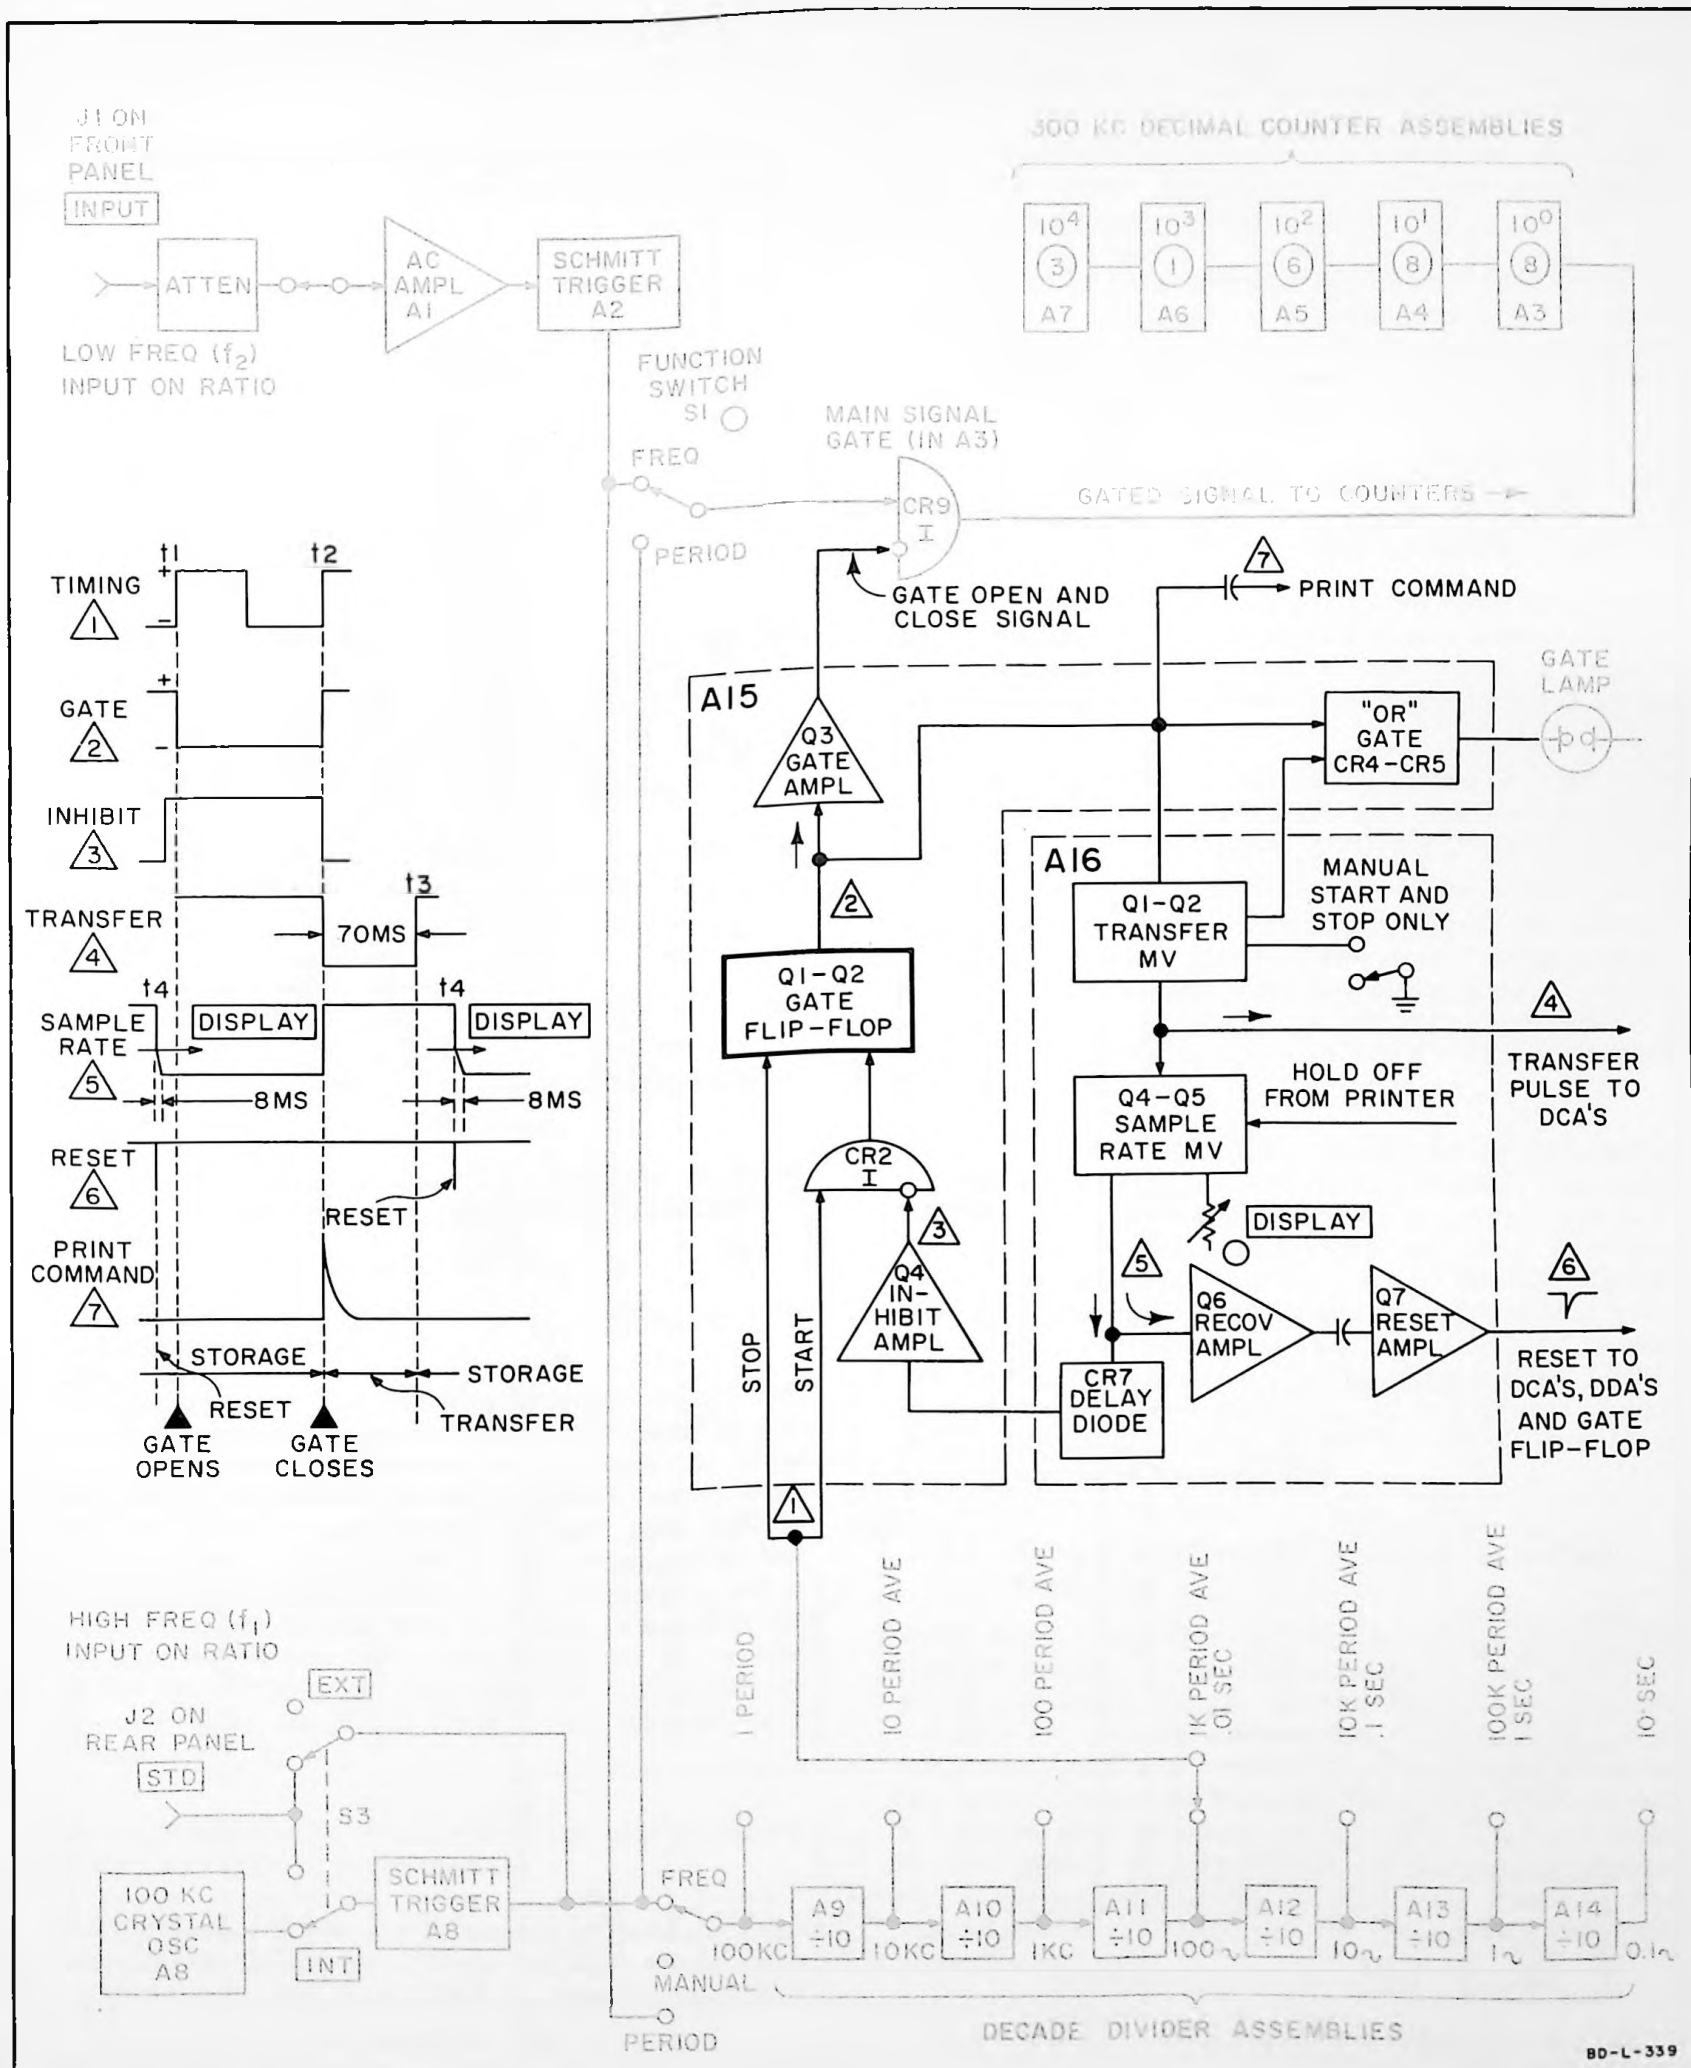 J1 ON
FRONT
PANEL
INPUT
ATTEN
AC
AMPL
A1
SCHMITT
TRIGGER
A2
LOW FREQ (f2)
INPUT ON RATIO
300 KC DECIMAL COUNTER ASSEMBLIES
10⁴
3
A7
10³
1
A6
10²
6
A5
10¹
8
A4
10⁰
8
A3
FUNCTION
SWITCH
S1
FREQ
PERIOD
MAIN SIGNAL
GATE (IN A3)
CR9
I
GATED SIGNAL TO COUNTERS
GATE OPEN AND
CLOSE SIGNAL
7
PRINT COMMAND
GATE
LAMP
t1
t2
TIMING
1
+
-
GATE
2
+
-
INHIBIT
3
TRANSFER
4
70MS
t3
t4
SAMPLE
RATE
5
DISPLAY
t4
DISPLAY
8MS
8MS
RESET
6
RESET
PRINT
COMMAND
7
STORAGE
STORAGE
RESET
TRANSFER
GATE
OPENS
GATE
CLOSES
A15
Q3
GATE
AMPL
"OR"
GATE
CR4-CR5
2
Q1-Q2
GATE
FLIP-FLOP
CR2
I
3
Q4
IN-
HIBIT
AMPL
STOP
START
1
A16
Q1-Q2
TRANSFER
MV
MANUAL
START AND
STOP ONLY
4
TRANSFER
PULSE TO
DCA'S
HOLD OFF
FROM PRINTER
Q4-Q5
SAMPLE
RATE MV
DISPLAY
5
Q6
RECOV
AMPL
Q7
RESET
AMPL
6
CR7
DELAY
DIODE
RESET TO
DCA'S, DDA'S
AND GATE
FLIP-FLOP
HIGH FREQ (f1)
INPUT ON RATIO
EXT
J2 ON
REAR PANEL
STD
S3
100 KC
CRYSTAL
OSC
A8
INT
SCHMITT
TRIGGER
A8
1 PERIOD
10 PERIOD AVE
100 PERIOD AVE
1K PERIOD AVE
.01 SEC
10K PERIOD AVE
.1 SEC
100K PERIOD AVE
1 SEC
10-SEC
FREQ
MANUAL
PERIOD
100KC
A9
÷10
10KC
A10
÷10
1KC
A11
÷10
100~
A12
÷10
10~
A13
÷10
1~
A14
÷10
0.1~
DECADE DIVIDER ASSEMBLIES
BD-L-339